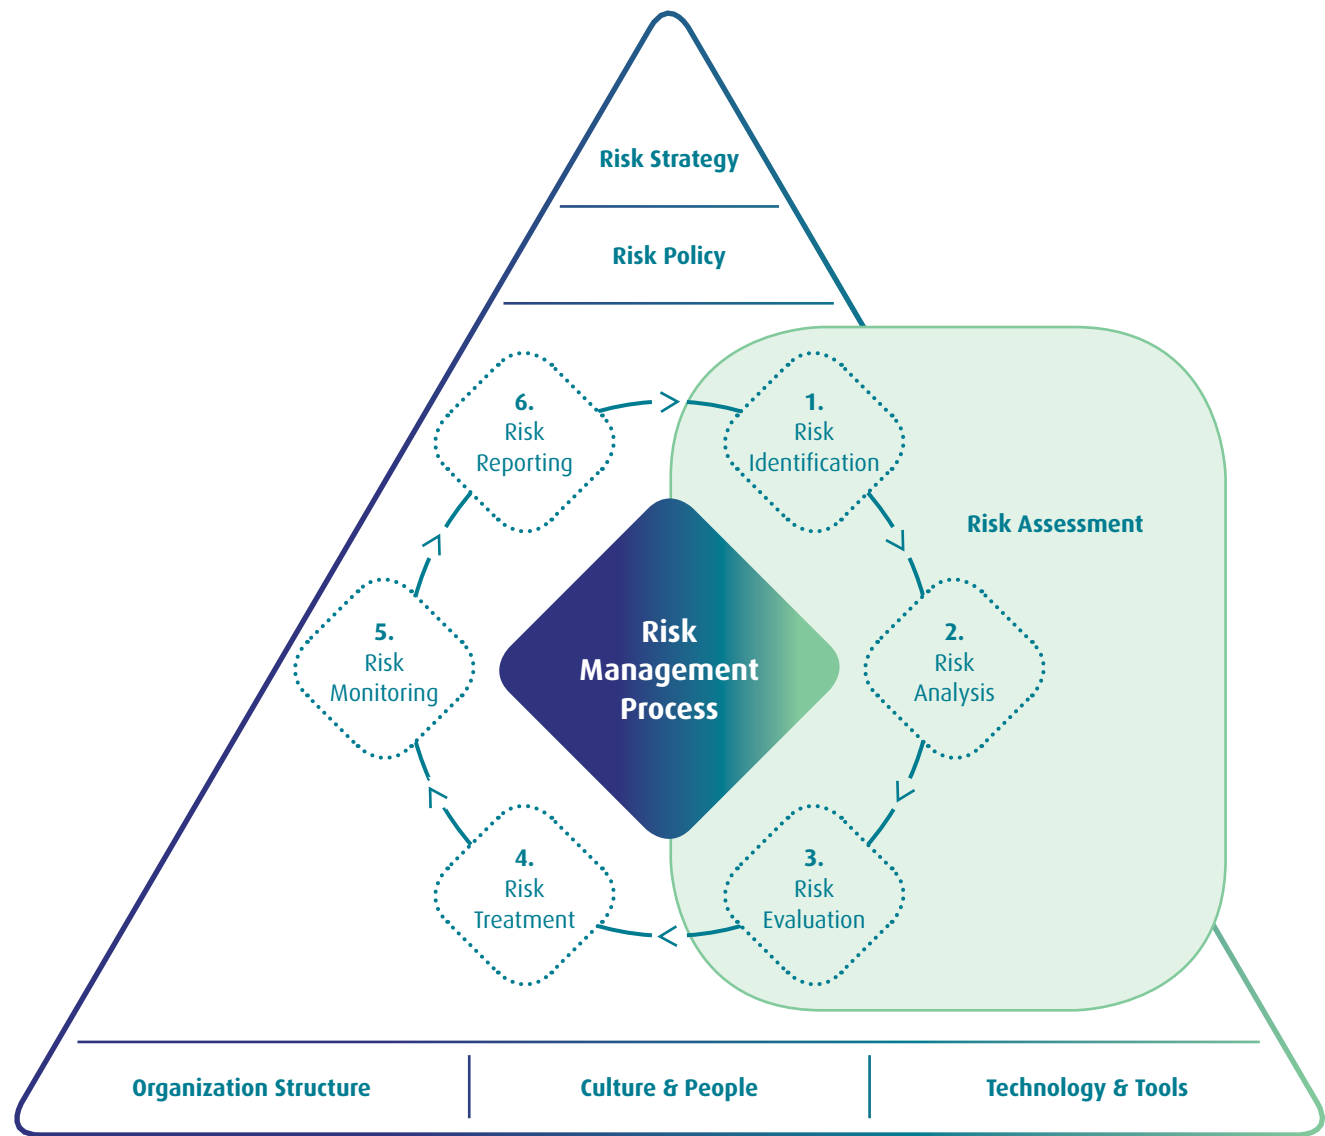 Risk Strategy
Risk Policy
6.
Risk
Reporting
1.
Risk
Identification
Risk Assessment
5.
Risk
Monitoring
Risk
Management
Process
2.
Risk
Analysis
4.
Risk
Treatment
3.
Risk
Evaluation
Organization Structure
Culture & People
Technology & Tools